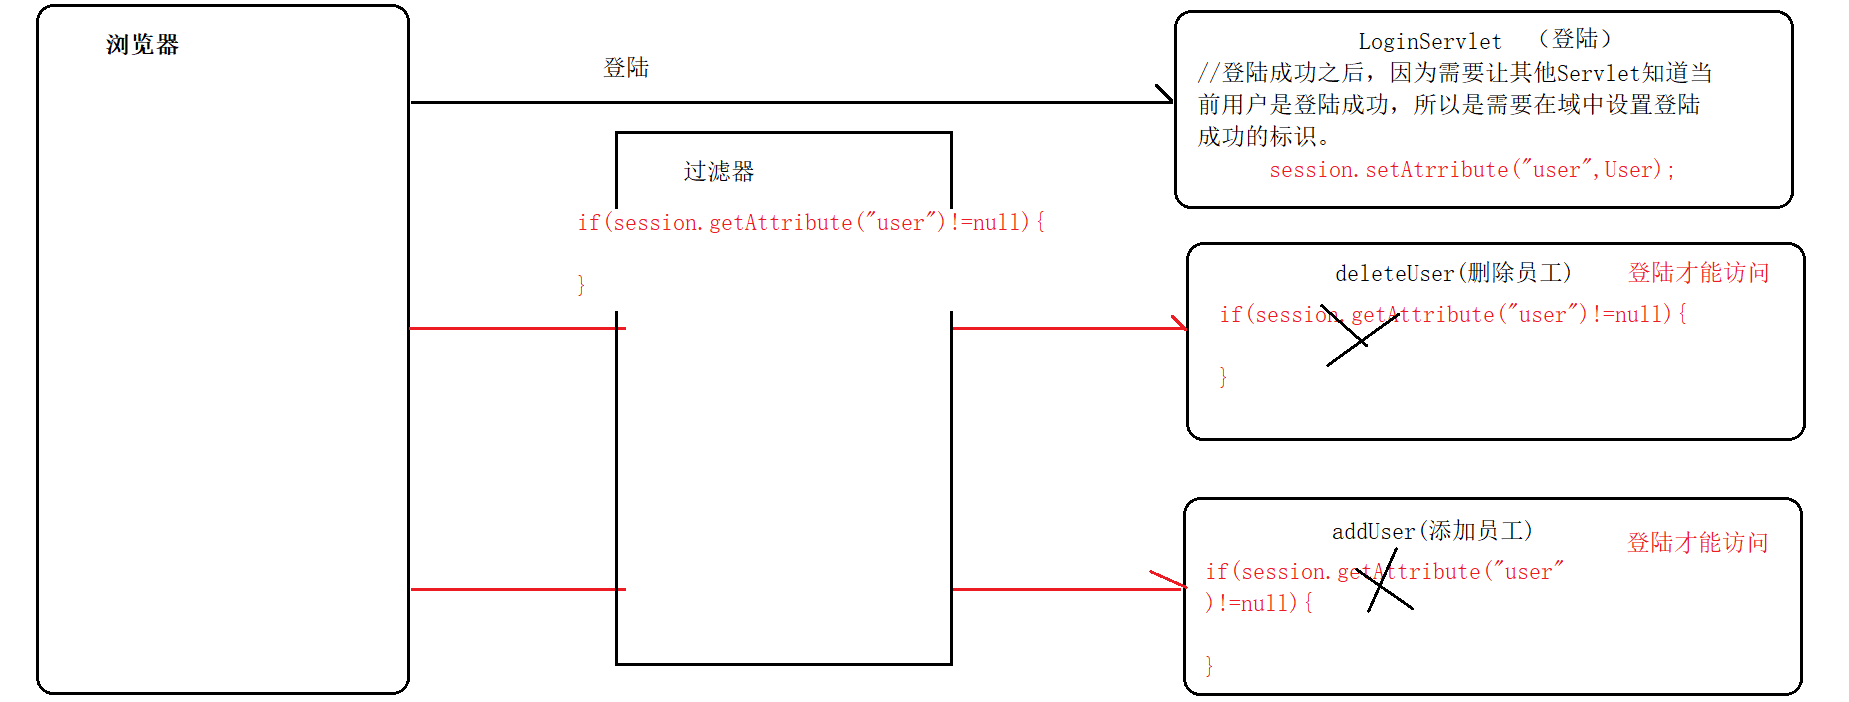 浏览器
登陆
LoginServlet （登陆）
//登陆成功之后，因为需要让其他Servlet知道当
前用户是登陆成功，所以是需要在域中设置登陆
成功的标识。
session.setAtrribute("user",User);
过滤器
if(session.getAttribute("user")!=null){
}
deleteUser(删除员工) 登陆才能访问
if(session.getAttribute("user")!=null){
}
addUser(添加员工) 登陆才能访问
if(session.getAttribute("user"
)!=null){
}